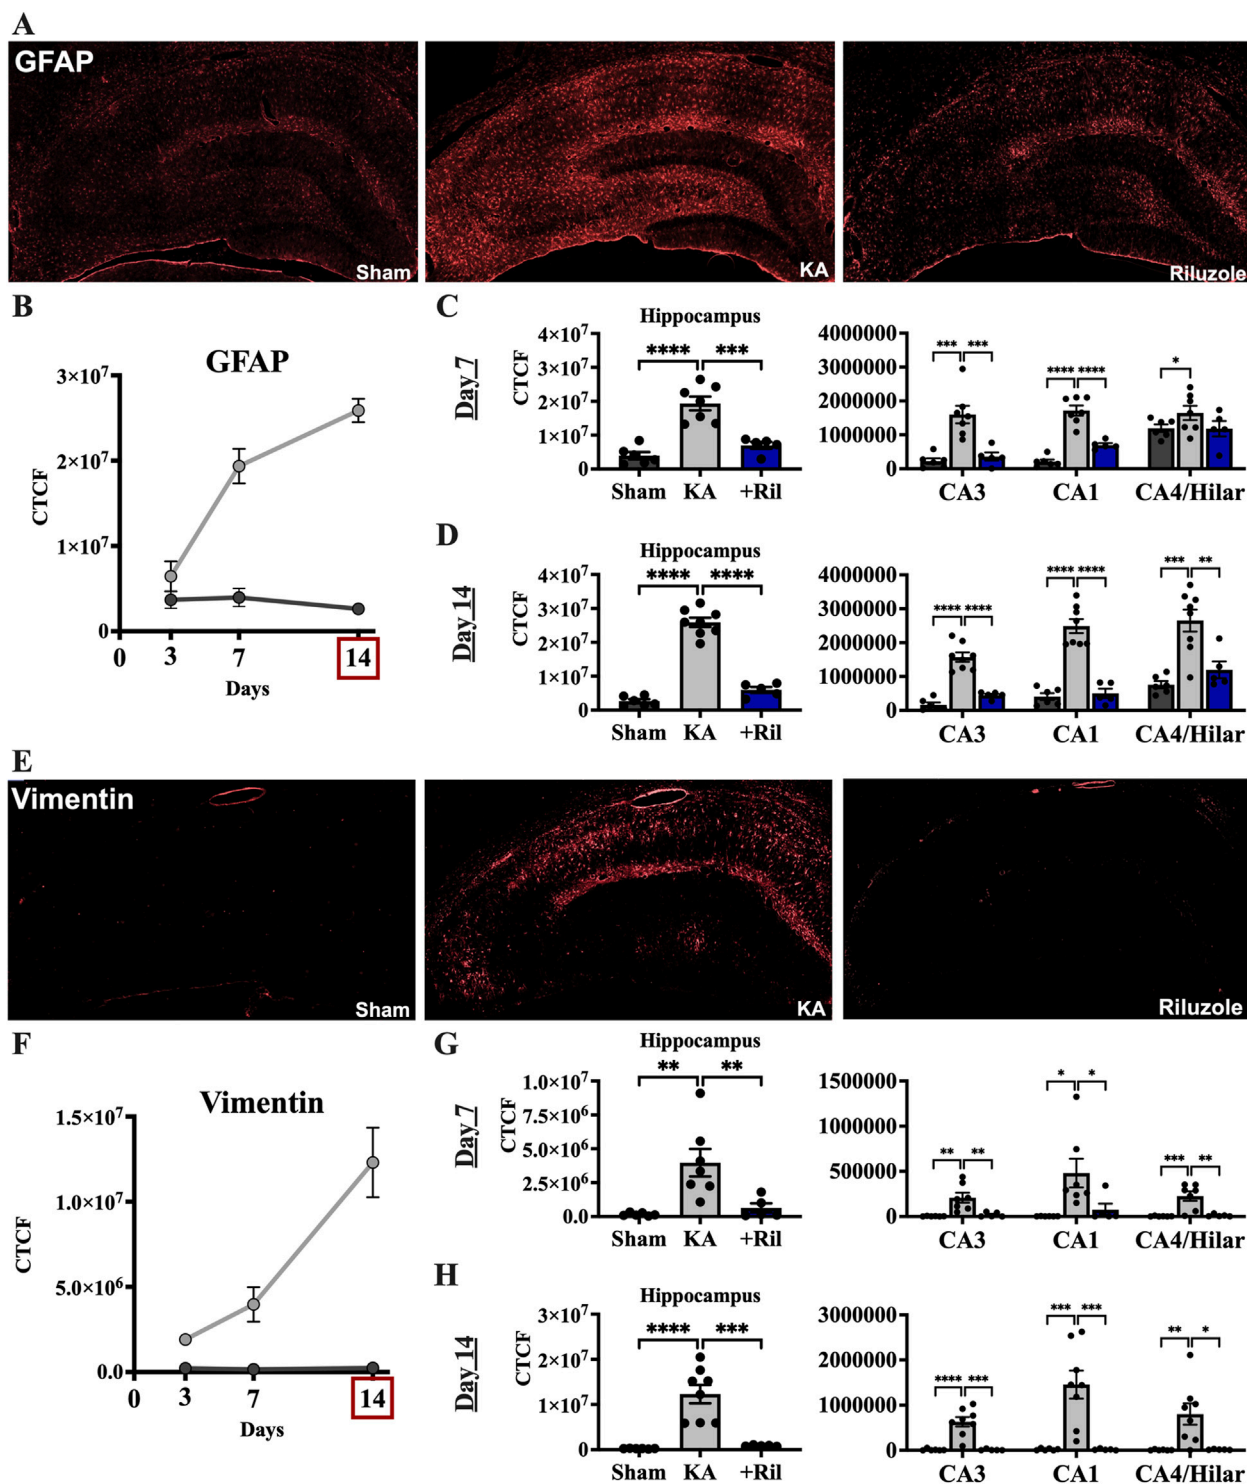 A
GFAP
Sham
KA
Riluzole
B
GFAP
3×10⁷
2×10⁷
1×10⁷
0
CTCF
0
3
7
14
Days
C
Day 7
Hippocampus
CTCF
4×10⁷
3×10⁷
2×10⁷
1×10⁷
0
**** ***
Sham KA +Ril
4000000
3000000
2000000
1000000
0
*** ***
**** ****
*
CA3 CA1 CA4/Hilar
D
Day 14
Hippocampus
CTCF
4×10⁷
3×10⁷
2×10⁷
1×10⁷
0
**** ****
Sham KA +Ril
4000000
3000000
2000000
1000000
0
**** ****
**** ****
*** **
CA3 CA1 CA4/Hilar
E
Vimentin
Sham
KA
Riluzole
F
Vimentin
1.5×10⁷
1.0×10⁷
5.0×10⁶
0.0
CTCF
0
3
7
14
Days
G
Day 7
Hippocampus
CTCF
1.0×10⁷
7.5×10⁶
5.0×10⁶
2.5×10⁶
0.0
** **
Sham KA +Ril
1500000
1000000
500000
0
** **
* *
*** **
CA3 CA1 CA4/Hilar
H
Day 14
Hippocampus
CTCF
3×10⁷
2×10⁷
1×10⁷
0
**** ***
Sham KA +Ril
3000000
2000000
1000000
0
**** ***
*** ***
** *
CA3 CA1 CA4/Hilar